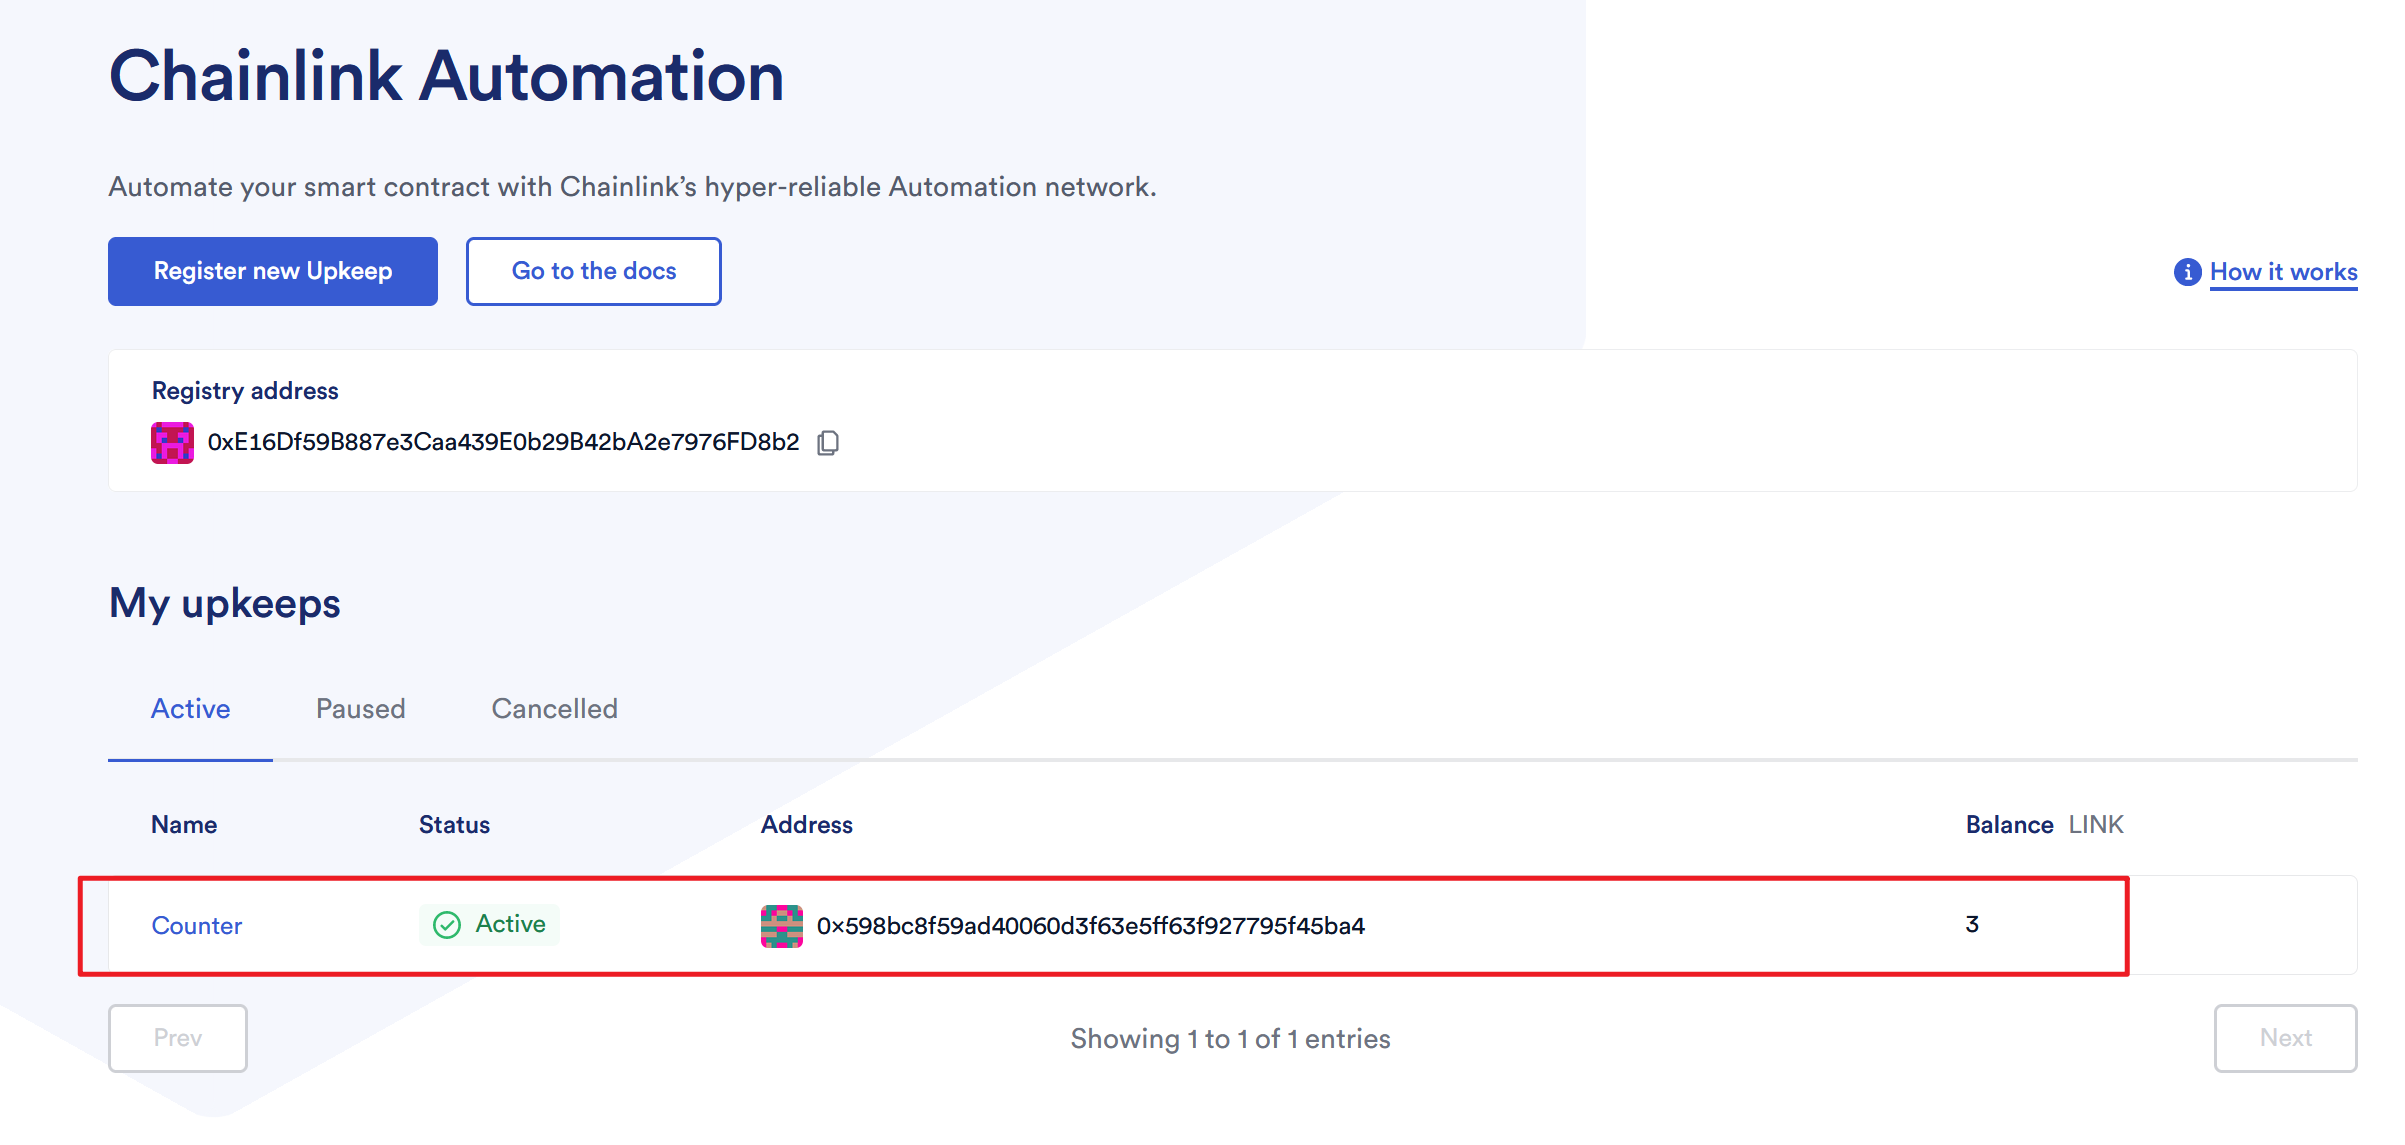 Chainlink Automation
Automate your smart contract with Chainlink’s hyper-reliable Automation network.
Register new Upkeep
Go to the docs
How it works
Registry address
0xE16Df59B887e3Caa439E0b29B42bA2e7976FD8b2
My upkeeps
Active Paused Cancelled
Name Status Address Balance LINK
Counter Active 0x598bc8f59ad40060d3f63e5ff63f927795f45ba4 3
Prev Showing 1 to 1 of 1 entries Next